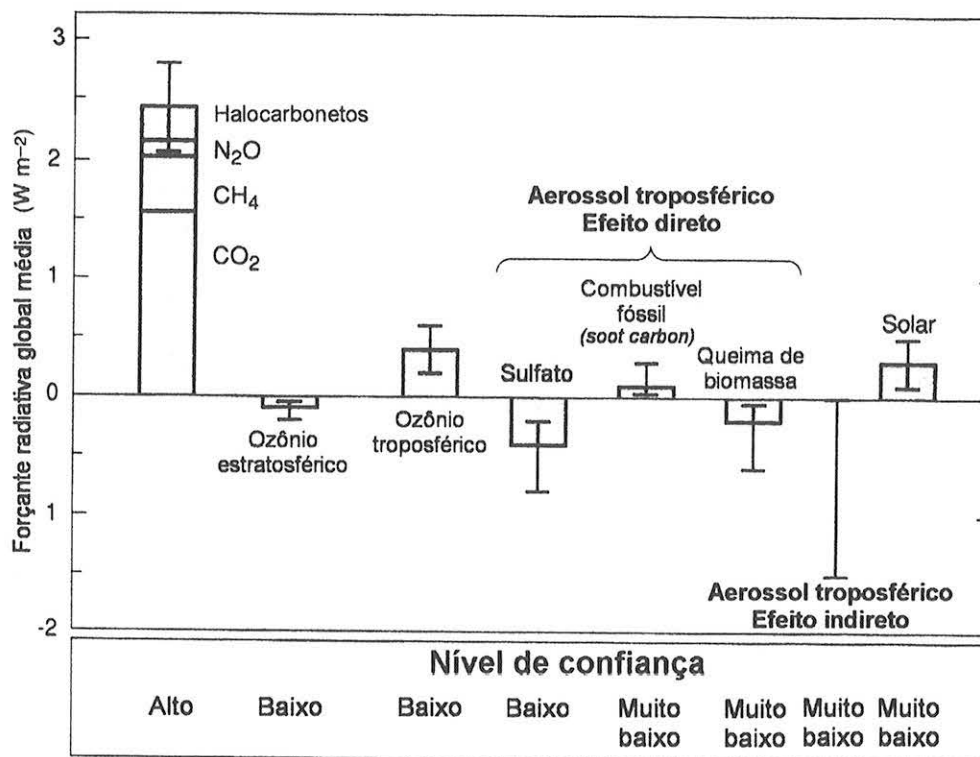 Forçante radiativa global média (W m–2)
3
2
1
0
1
-2
Halocarbonetos
N2O
CH4
CO2
Aerossol troposférico
Efeito direto
Combustível
fóssil
(soot carbon)
Sulfato
Queima de
biomassa
Solar
Ozônio
estratosférico
Ozônio
troposférico
Aerossol troposférico
Efeito indireto
Nível de confiança
Alto
Baixo
Baixo
Baixo
Muito
baixo
Muito
baixo
Muito
baixo
Muito
baixo